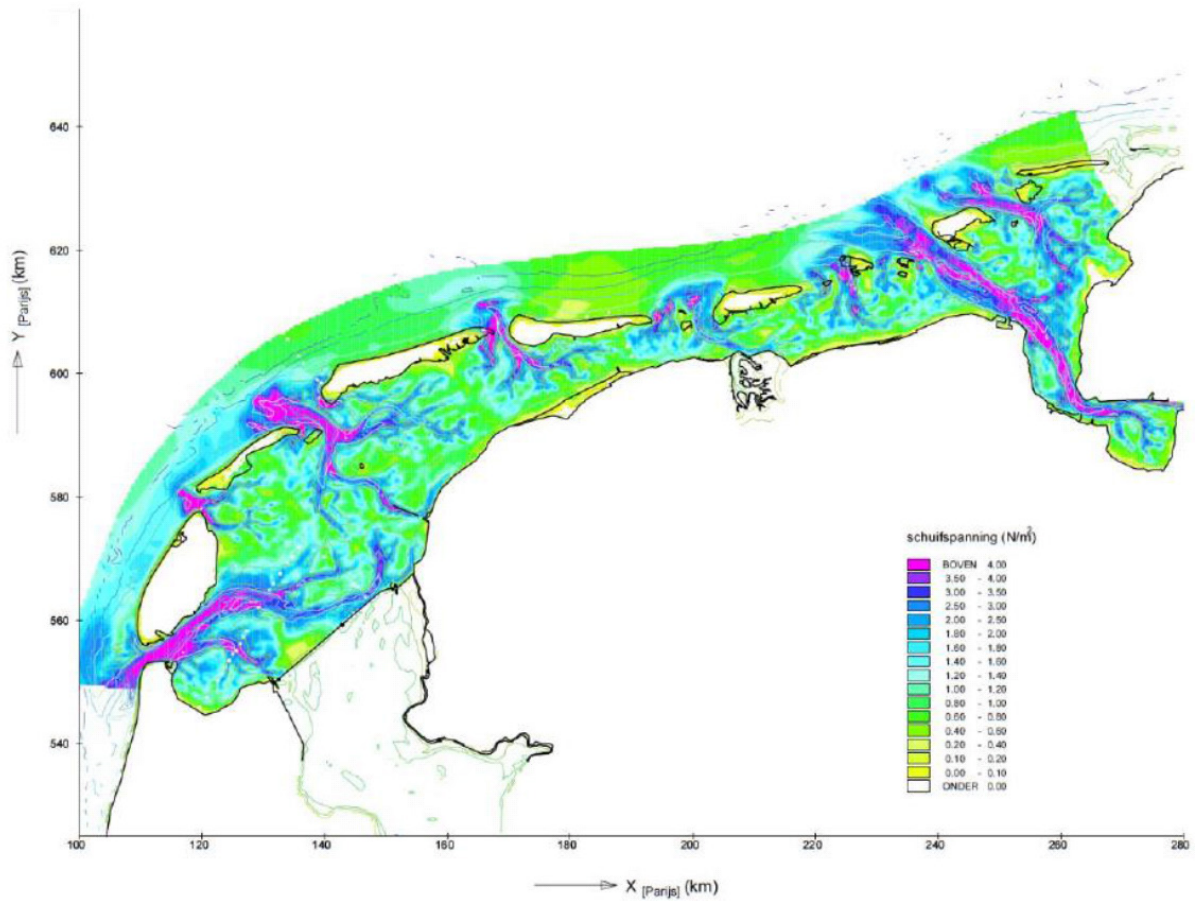 640
620
600
580
560
540
Y [Parijs] (km)
schuifspanning (N/m²)
BOVEN 4.00
3.50 - 4.00
3.00 - 3.50
2.50 - 3.00
2.00 - 2.50
1.80 - 2.00
1.60 - 1.80
1.40 - 1.60
1.20 - 1.40
1.00 - 1.20
0.80 - 1.00
0.60 - 0.80
0.40 - 0.60
0.20 - 0.40
0.10 - 0.20
0.00 - 0.10
ONDER 0.00
100 120 140 160 180 200 220 240 260 280
X [Parijs] (km)